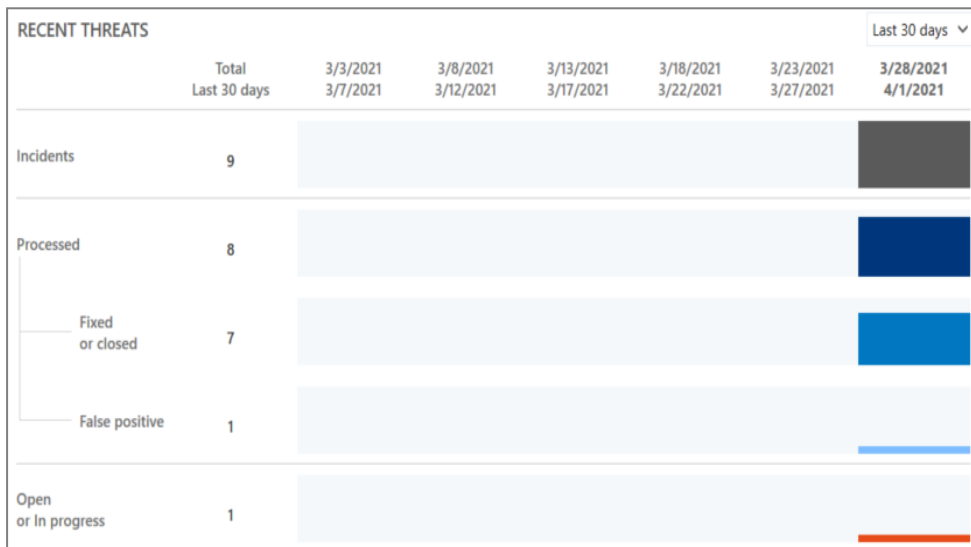 RECENT THREATS
Last 30 days
Total
Last 30 days
3/3/2021
3/7/2021
3/8/2021
3/12/2021
3/13/2021
3/17/2021
3/18/2021
3/22/2021
3/23/2021
3/27/2021
3/28/2021
4/1/2021
Incidents
9
Processed
8
Fixed
or closed
7
False positive
1
Open
or In progress
1